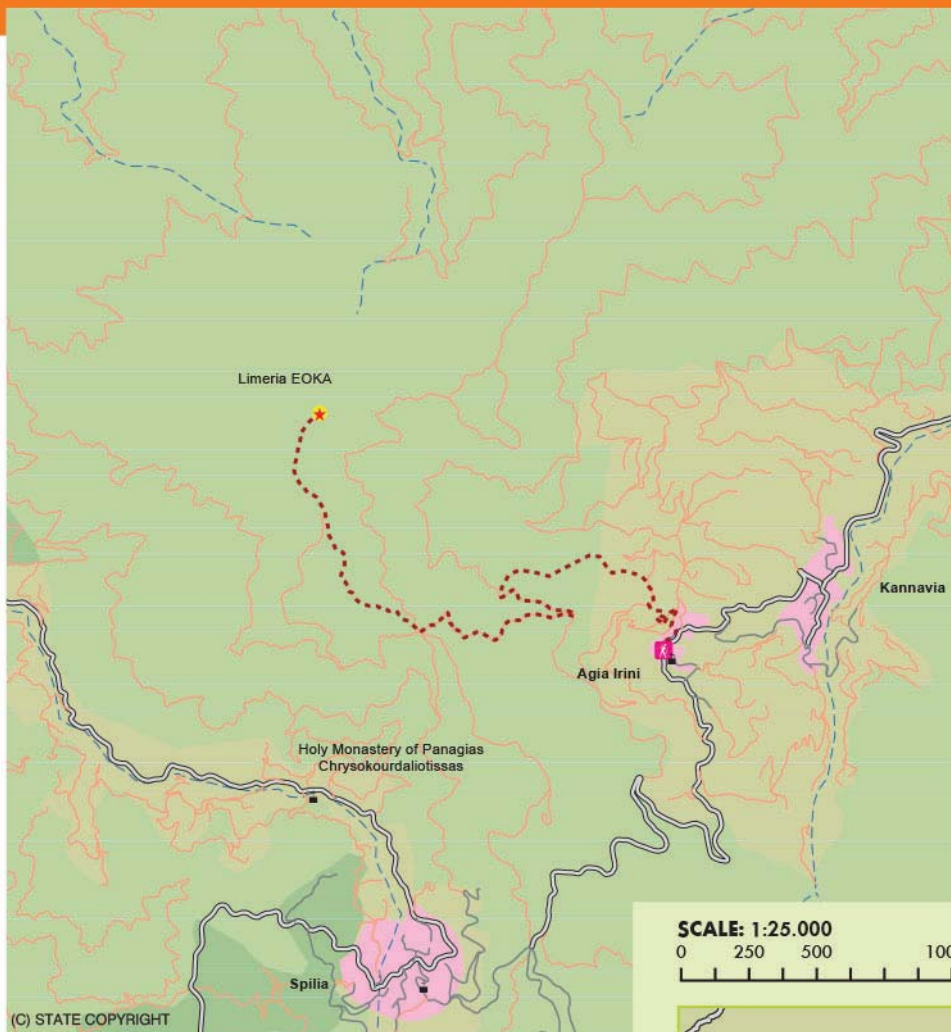 Limeria EOKA
Kannavia
Agia Irini
Holy Monastery of Panagias
Chrysokourdaliotissas
SCALE: 1:25.000
0 250 500 100
Spilia
(C) STATE COPYRIGHT